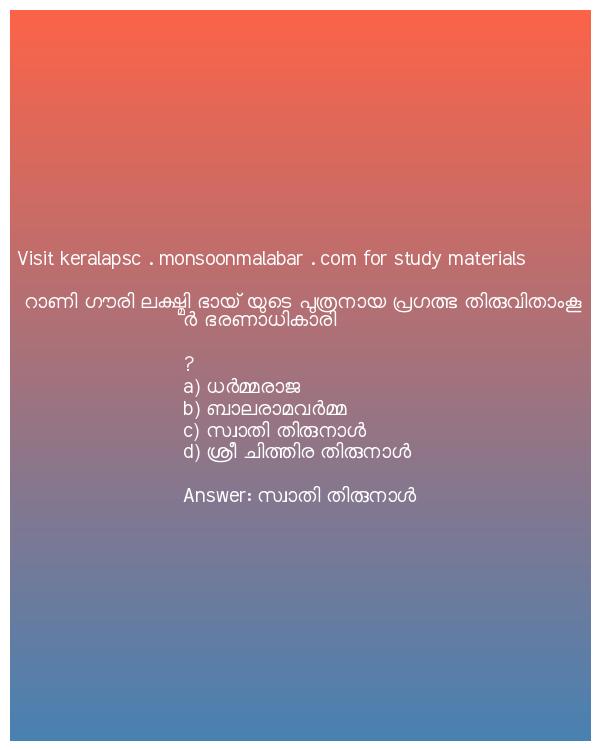 Visit keralapsc . monsoonmalabar . com for study materials
റാണി ഗൗരി ലക്ഷ്മി ഭായ് യുടെ പുത്രനായ പ്രഗത്ഭ തിരുവിതാംകൂ
ർ ഭരണാധികാരി
?
a) ധർമ്മരാജ
b) ബാലരാമവർമ്മ
c) സ്വാതി തിരുനാൾ
d) ശ്രീ ചിത്തിര തിരുനാൾ
Answer: സ്വാതി തിരുനാൾ